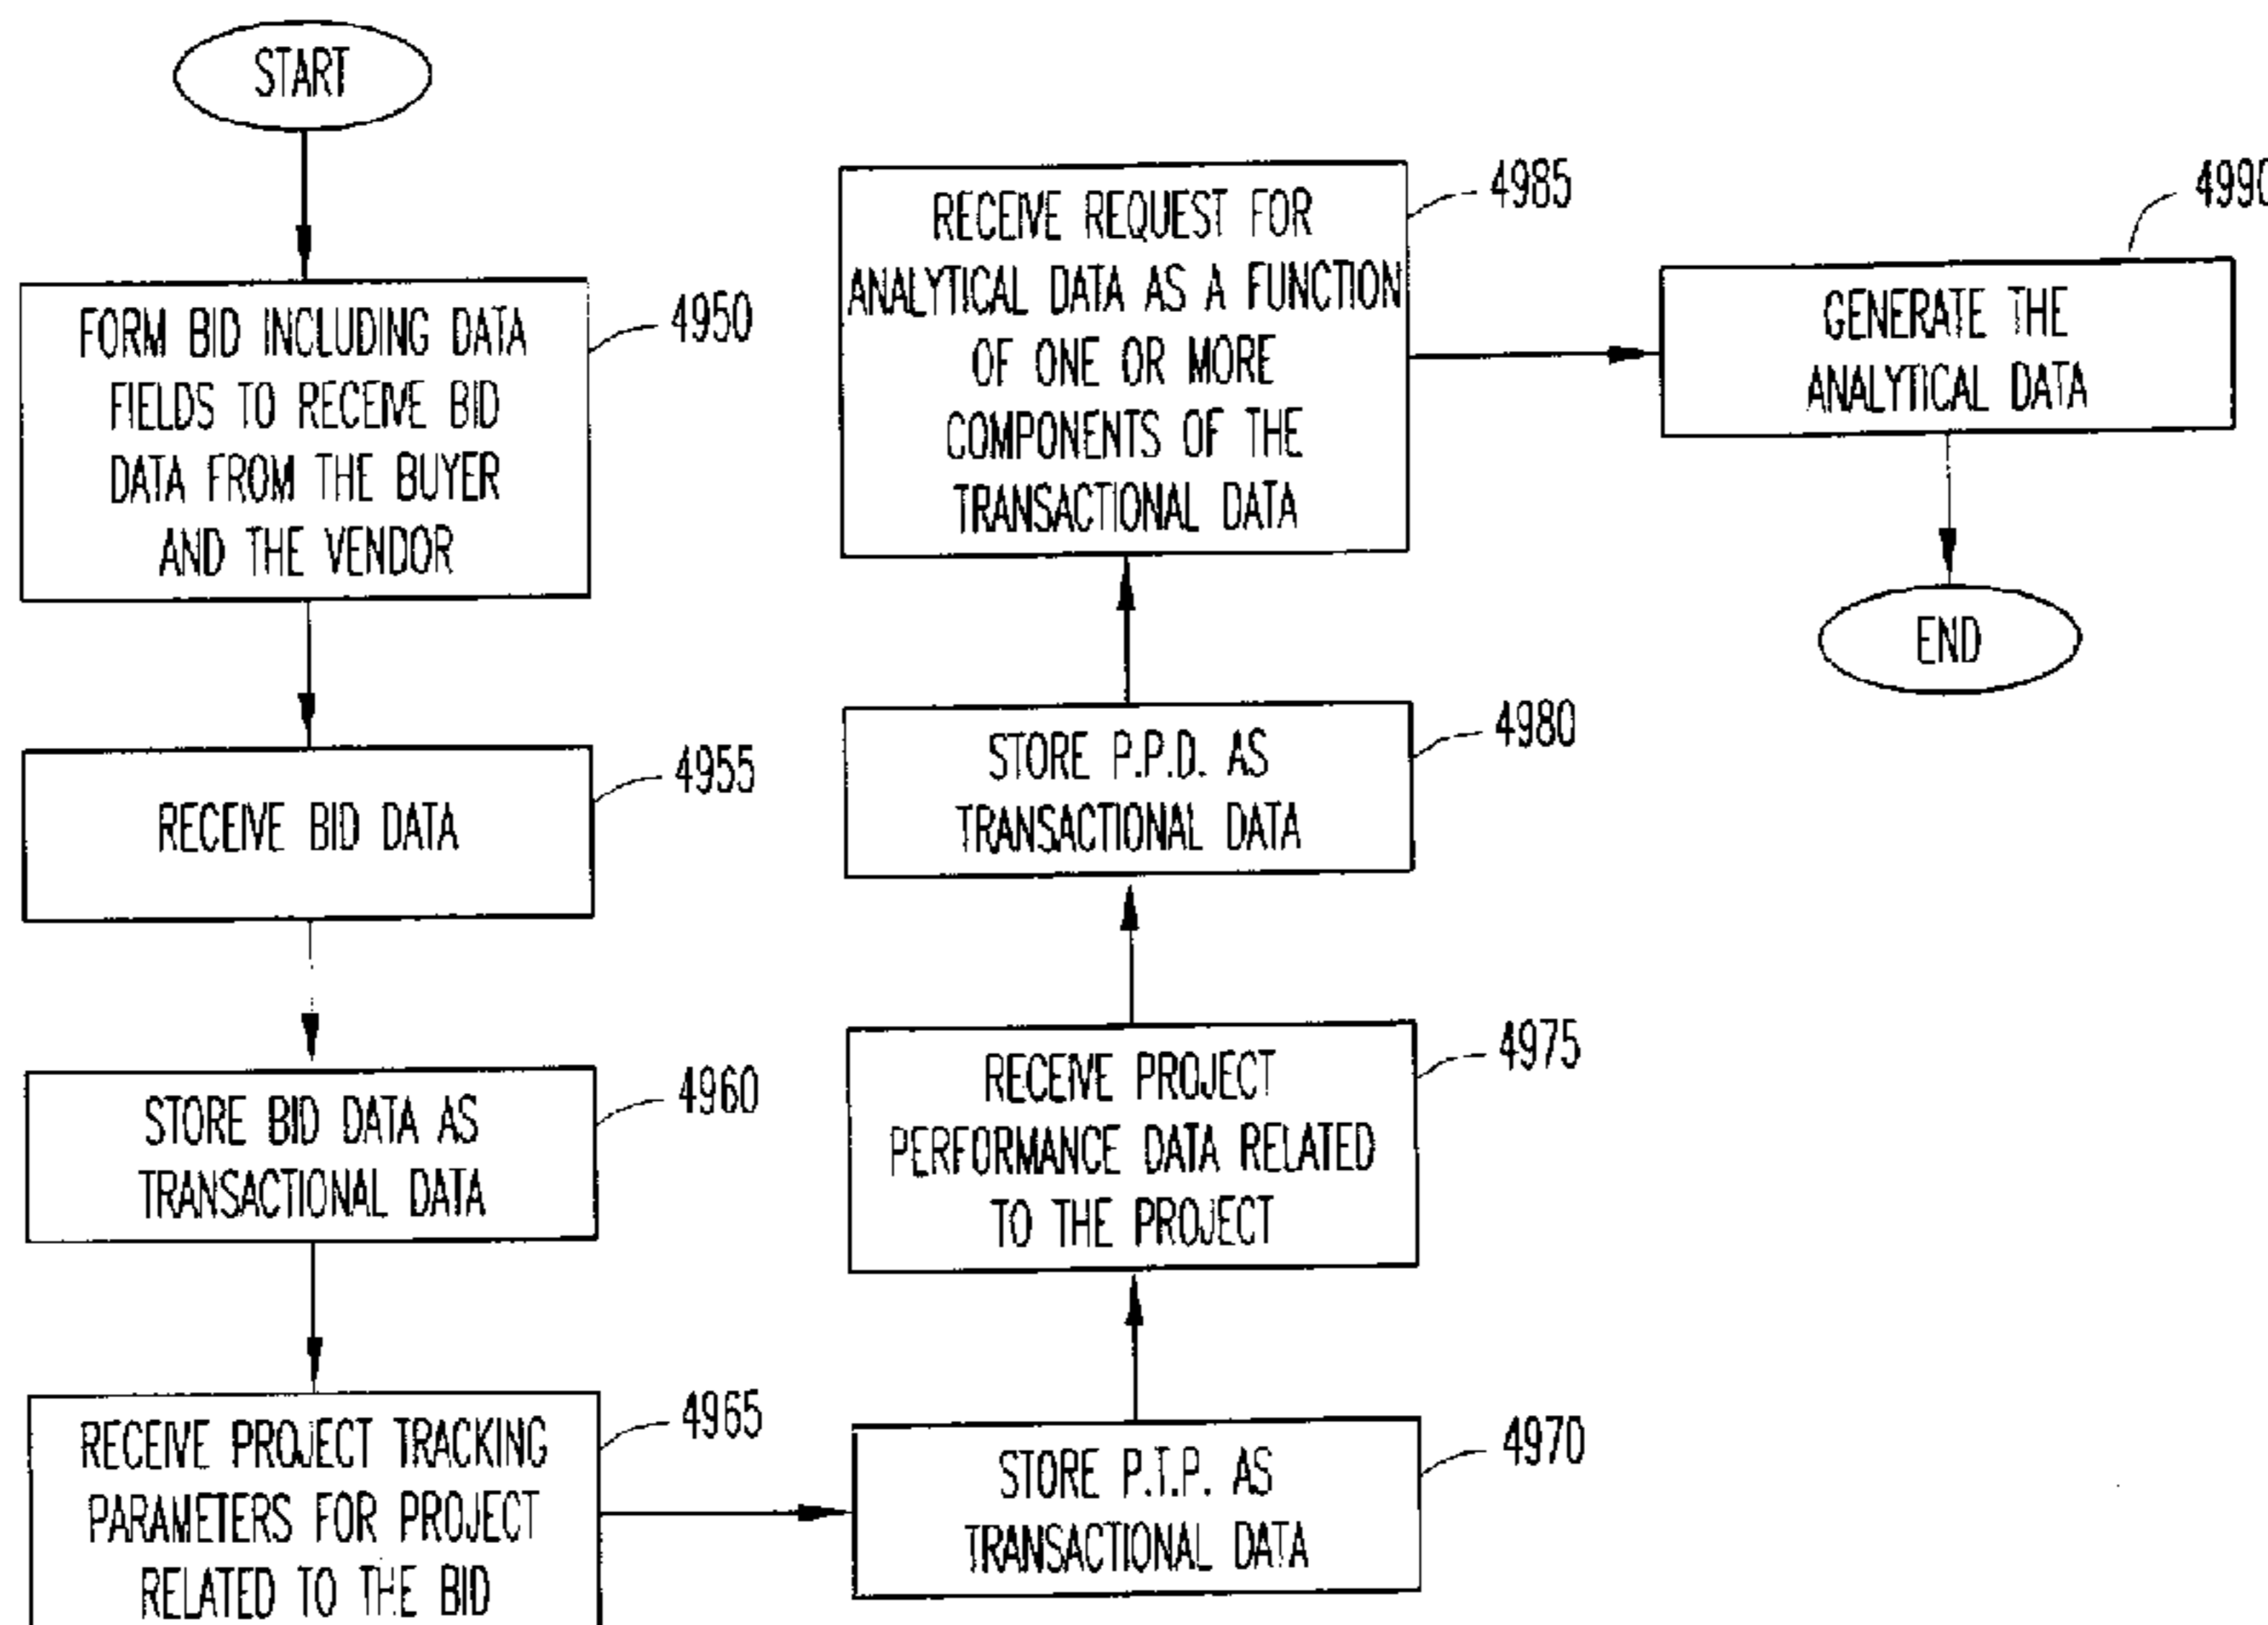 START
FORM BID INCLUDING DATA
FIELDS TO RECEIVE BID
DATA FROM THE BUYER
AND THE VENDOR
4950
RECEIVE BID DATA
4955
STORE BID DATA AS
TRANSACTIONAL DATA
4960
RECEIVE PROJECT TRACKING
PARAMETERS FOR PROJECT
RELATED TO THE BID
4965
STORE P.T.P. AS
TRANSACTIONAL DATA
4970
RECEIVE PROJECT
PERFORMANCE DATA RELATED
TO THE PROJECT
4975
STORE P.P.D. AS
TRANSACTIONAL DATA
4980
RECEIVE REQUEST FOR
ANALYTICAL DATA AS A FUNCTION
OF ONE OR MORE
COMPONENTS OF THE
TRANSACTIONAL DATA
4985
GENERATE THE
ANALYTICAL DATA
4990
END